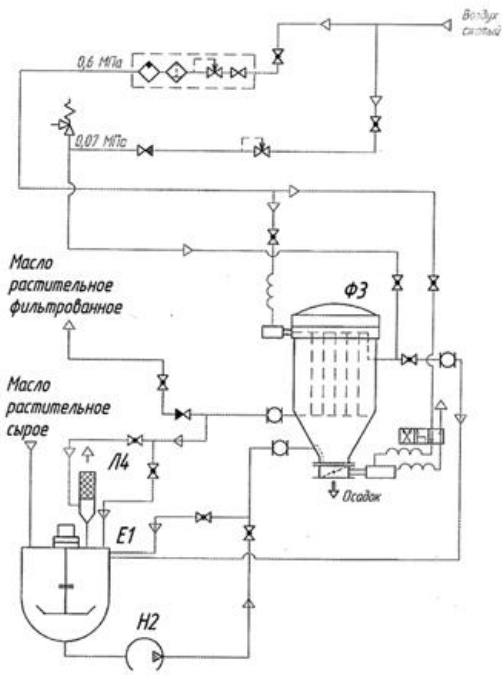 Воздух
сжатый
0,6 МПа
0,07 МПа
Масло
растительное
фильтрованное
Ф3
Масло
растительное
сырое
Л4
Осадок
Е1
Н2